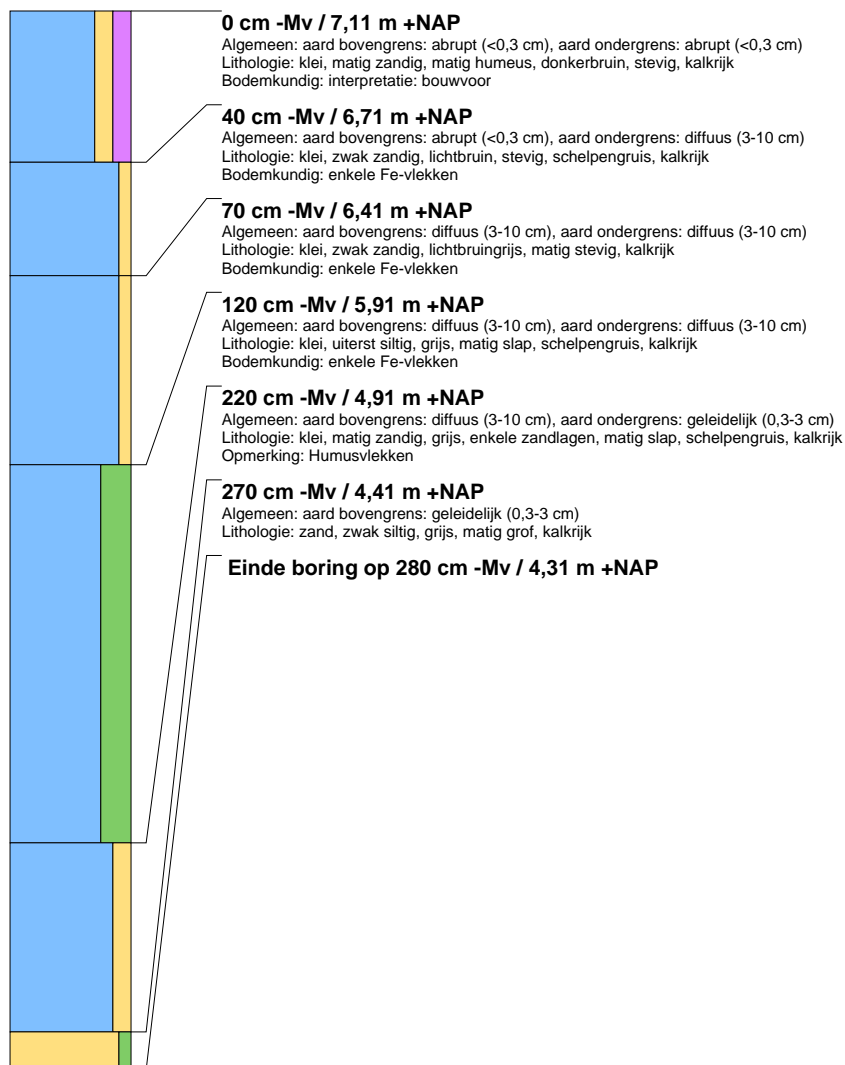 0 cm -Mv / 7,11 m +NAP
Algemeen: aard bovengrens: abrupt (<0,3 cm), aard ondergrens: abrupt (<0,3 cm)
Lithologie: klei, matig zandig, matig humeus, donkerbruin, stevig, kalkrijk
Bodemkundig: interpretatie: bouwvoor
40 cm -Mv / 6,71 m +NAP
Algemeen: aard bovengrens: abrupt (<0,3 cm), aard ondergrens: diffuus (3-10 cm)
Lithologie: klei, zwak zandig, lichtbruin, stevig, schelpengruis, kalkrijk
Bodemkundig: enkele Fe-vlekken
70 cm -Mv / 6,41 m +NAP
Algemeen: aard bovengrens: diffuus (3-10 cm), aard ondergrens: diffuus (3-10 cm)
Lithologie: klei, zwak zandig, lichtbruingrijs, matig stevig, kalkrijk
Bodemkundig: enkele Fe-vlekken
120 cm -Mv / 5,91 m +NAP
Algemeen: aard bovengrens: diffuus (3-10 cm), aard ondergrens: diffuus (3-10 cm)
Lithologie: klei, uiterst siltig, grijs, matig slap, schelpengruis, kalkrijk
Bodemkundig: enkele Fe-vlekken
220 cm -Mv / 4,91 m +NAP
Algemeen: aard bovengrens: diffuus (3-10 cm), aard ondergrens: geleidelijk (0,3-3 cm)
Lithologie: klei, matig zandig, grijs, enkele zandlagen, matig slap, schelpengruis, kalkrijk
Opmerking: Humusvlekken
270 cm -Mv / 4,41 m +NAP
Algemeen: aard bovengrens: geleidelijk (0,3-3 cm)
Lithologie: zand, zwak siltig, grijs, matig grof, kalkrijk
Einde boring op 280 cm -Mv / 4,31 m +NAP